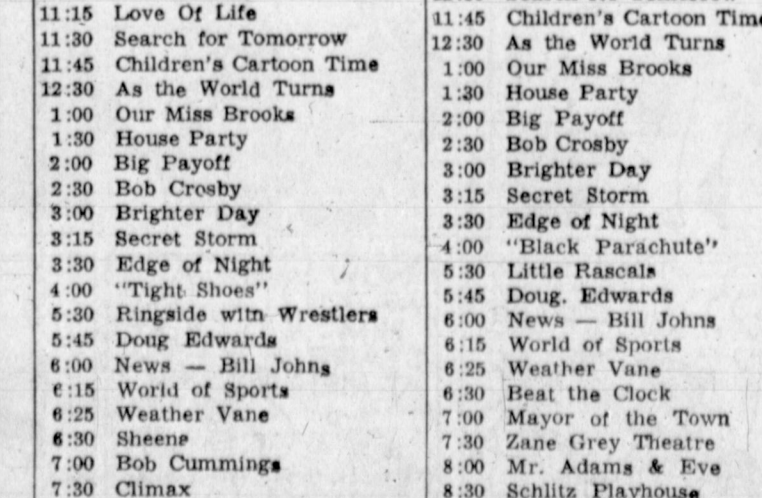 11:15 Love Of Life
11:30 Search for Tomorrow
11:45 Children's Cartoon Time
12:30 As the World Turns
1:00 Our Miss Brooks
1:30 House Party
2:00 Big Payoff
2:30 Bob Crosby
3:00 Brighter Day
3:15 Secret Storm
3:30 Edge of Night
4:00 "Tight Shoes"
5:30 Ringside with Wrestlers
5:45 Doug Edwards
6:00 News — Bill Johns
6:15 World of Sports
6:25 Weather Vane
6:30 Sheena
7:00 Bob Cummings
7:30 Climax
11:45 Children's Cartoon Time
12:30 As the World Turns
1:00 Our Miss Brooks
1:30 House Party
2:00 Big Payoff
2:30 Bob Crosby
3:00 Brighter Day
3:15 Secret Storm
3:30 Edge of Night
4:00 "Black Parachute"
5:30 Little Rascals
5:45 Doug. Edwards
6:00 News — Bill Johns
6:15 World of Sports
6:25 Weather Vane
6:30 Beat the Clock
7:00 Mayor of the Town
7:30 Zane Grey Theatre
8:00 Mr. Adams & Eve
8:30 Schlitz Playhouse